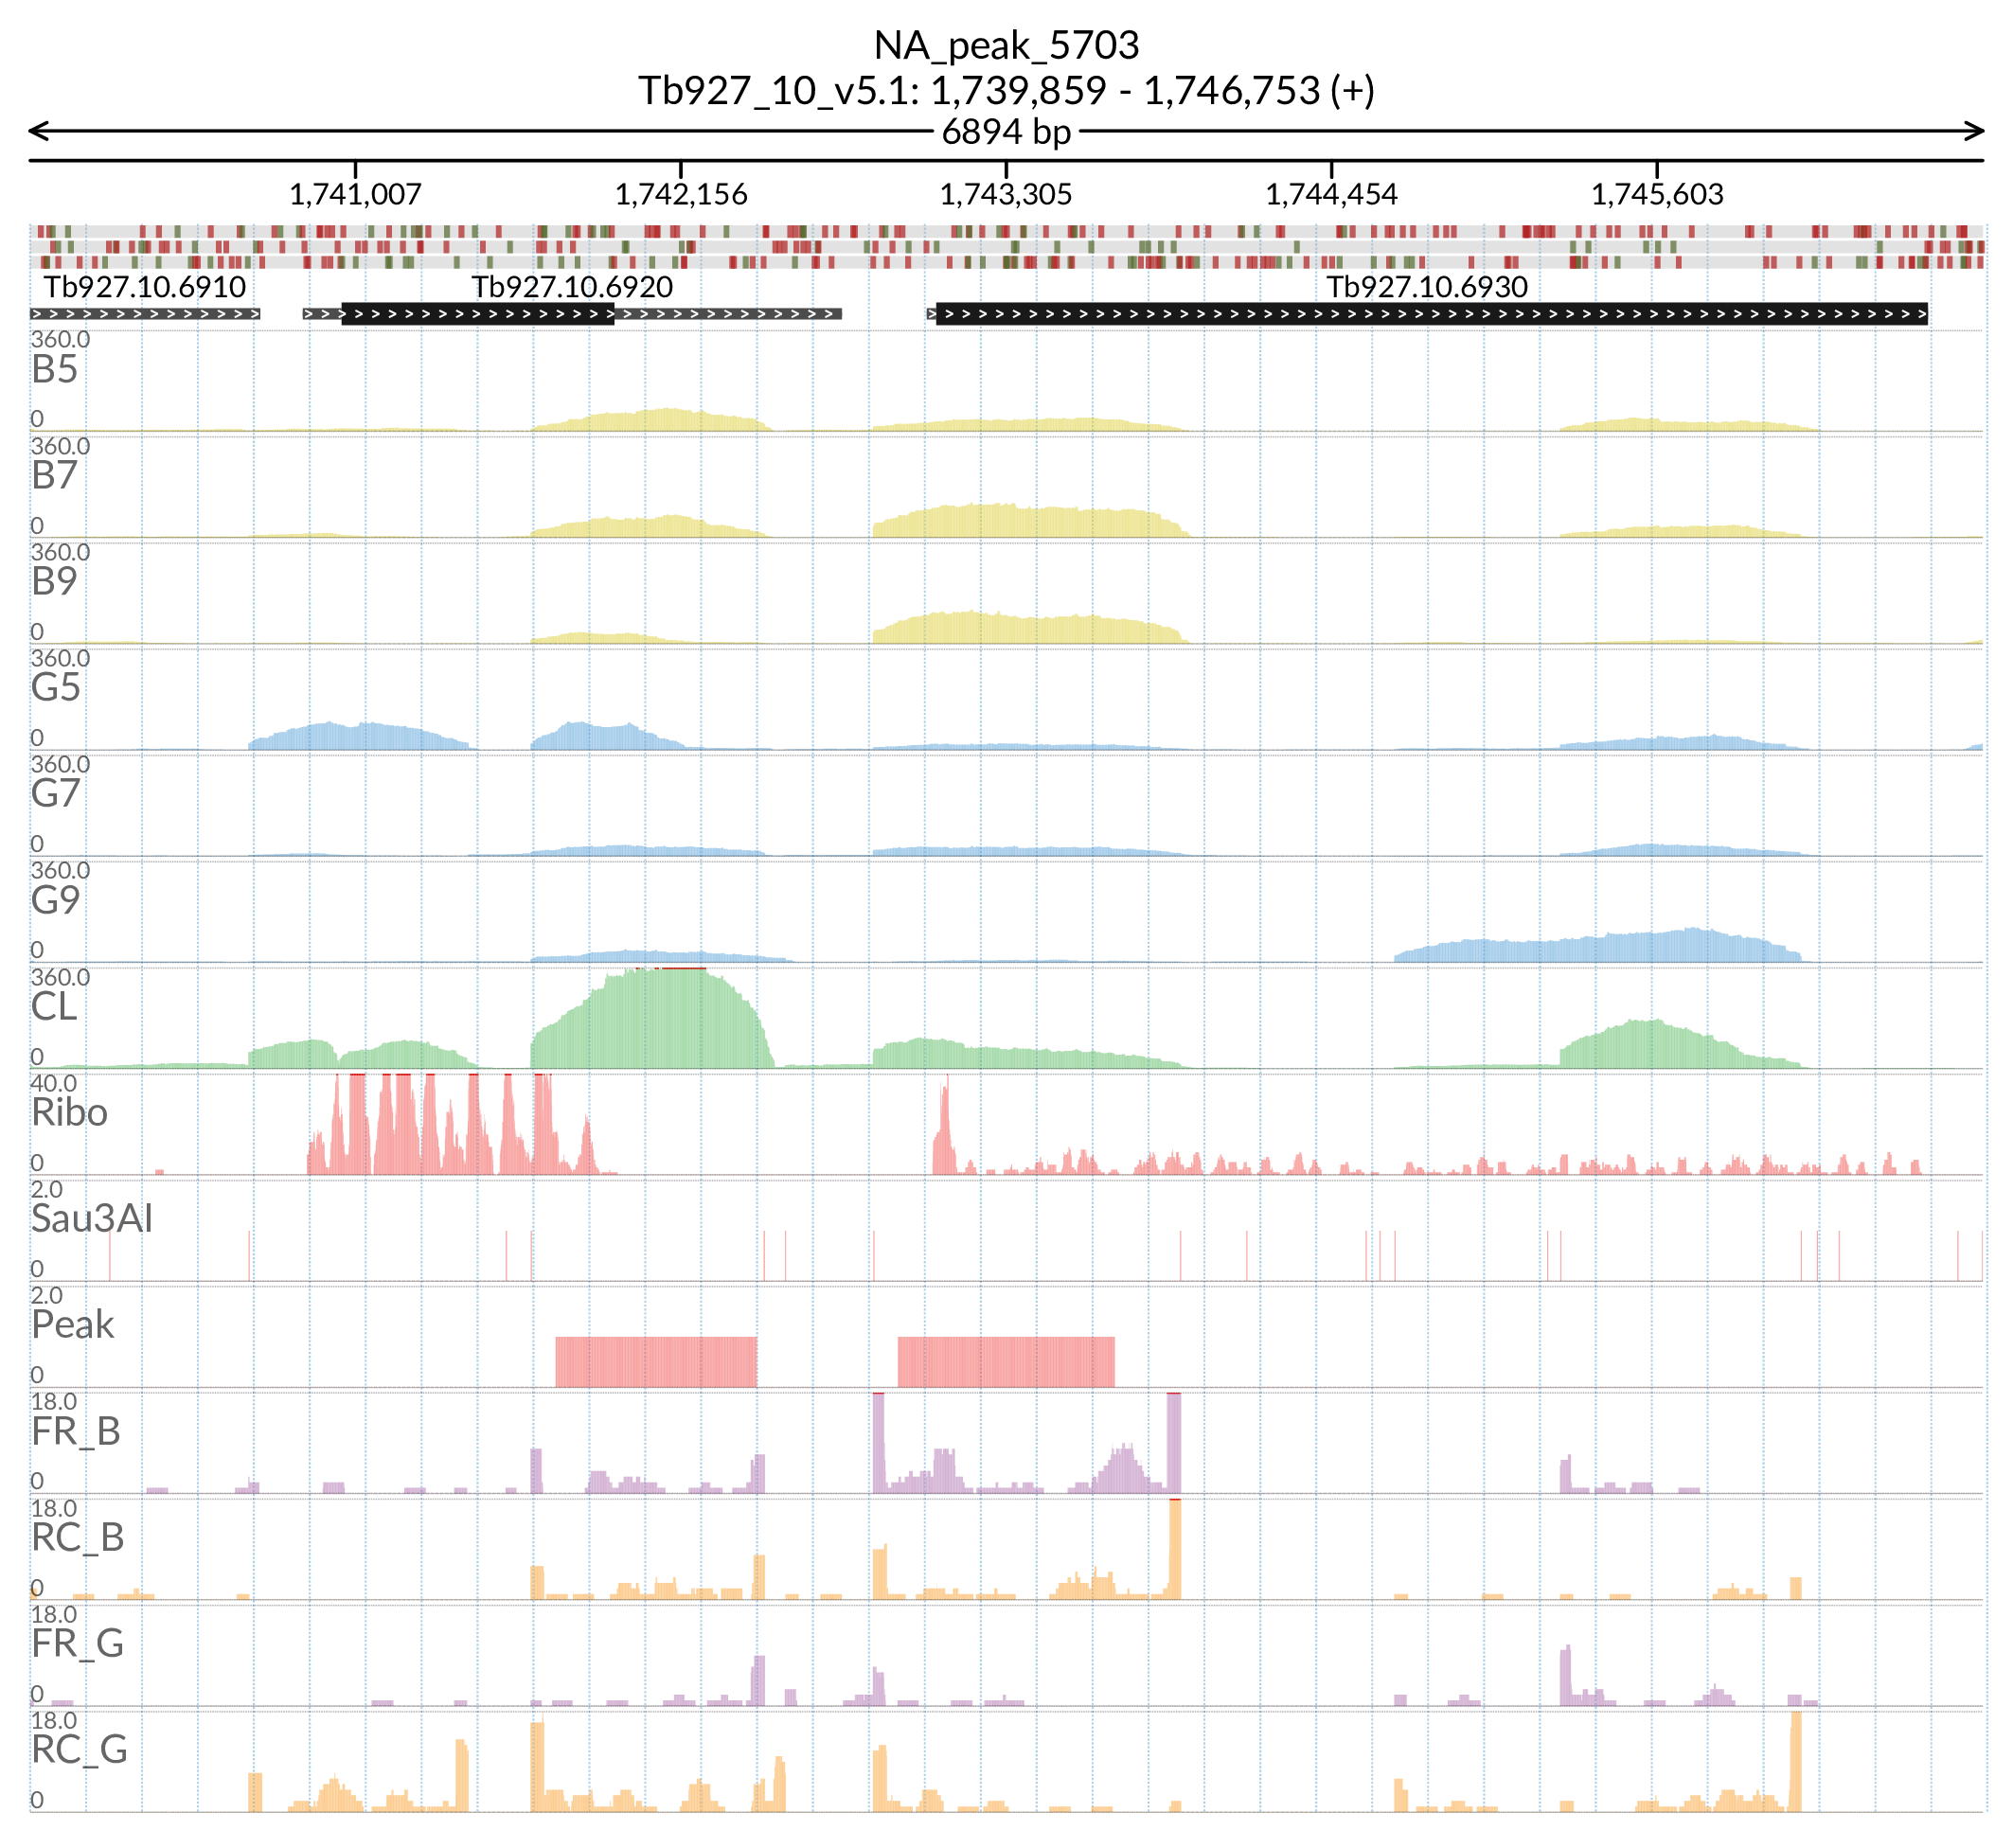 NA_peak_5703
Tb927_10_v5.1: 1,739,859 - 1,746,753 (+)
6894 bp
1,741,007 1,742,156 1,743,305 1,744,454 1,745,603
Tb927.10.6910 Tb927.10.6920 Tb927.10.6930
360.0
B5
0
360.0
B7
0
360.0
B9
0
360.0
G5
0
360.0
G7
0
360.0
G9
0
360.0
CL
0
40.0
Ribo
0
2.0
Sau3AI
0
2.0
Peak
0
18.0
FR_B
0
18.0
RC_B
0
18.0
FR_G
0
18.0
RC_G
0